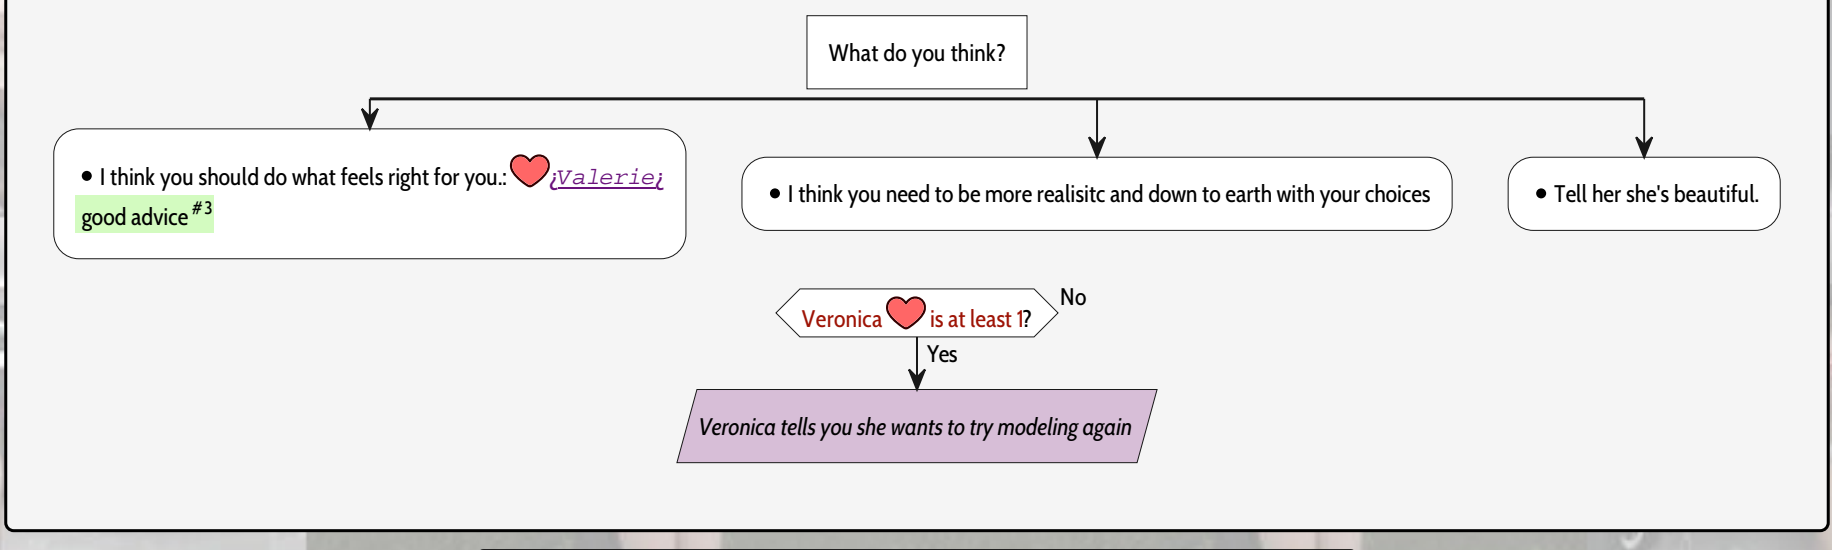 What do you think?
• I think you should do what feels right for you.: ¿Valerie¿
good advice #3
• I think you need to be more realisitc and down to earth with your choices
• Tell her she's beautiful.
Veronica is at least 1?
No
Yes
Veronica tells you she wants to try modeling again